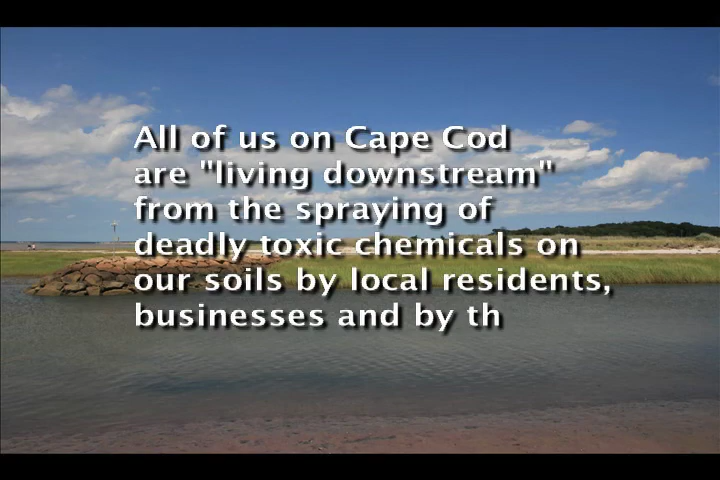 All of us on Cape Cod
are "living downstream"
from the spraying of
deadly toxic chemicals on
our soils by local residents,
businesses and by th